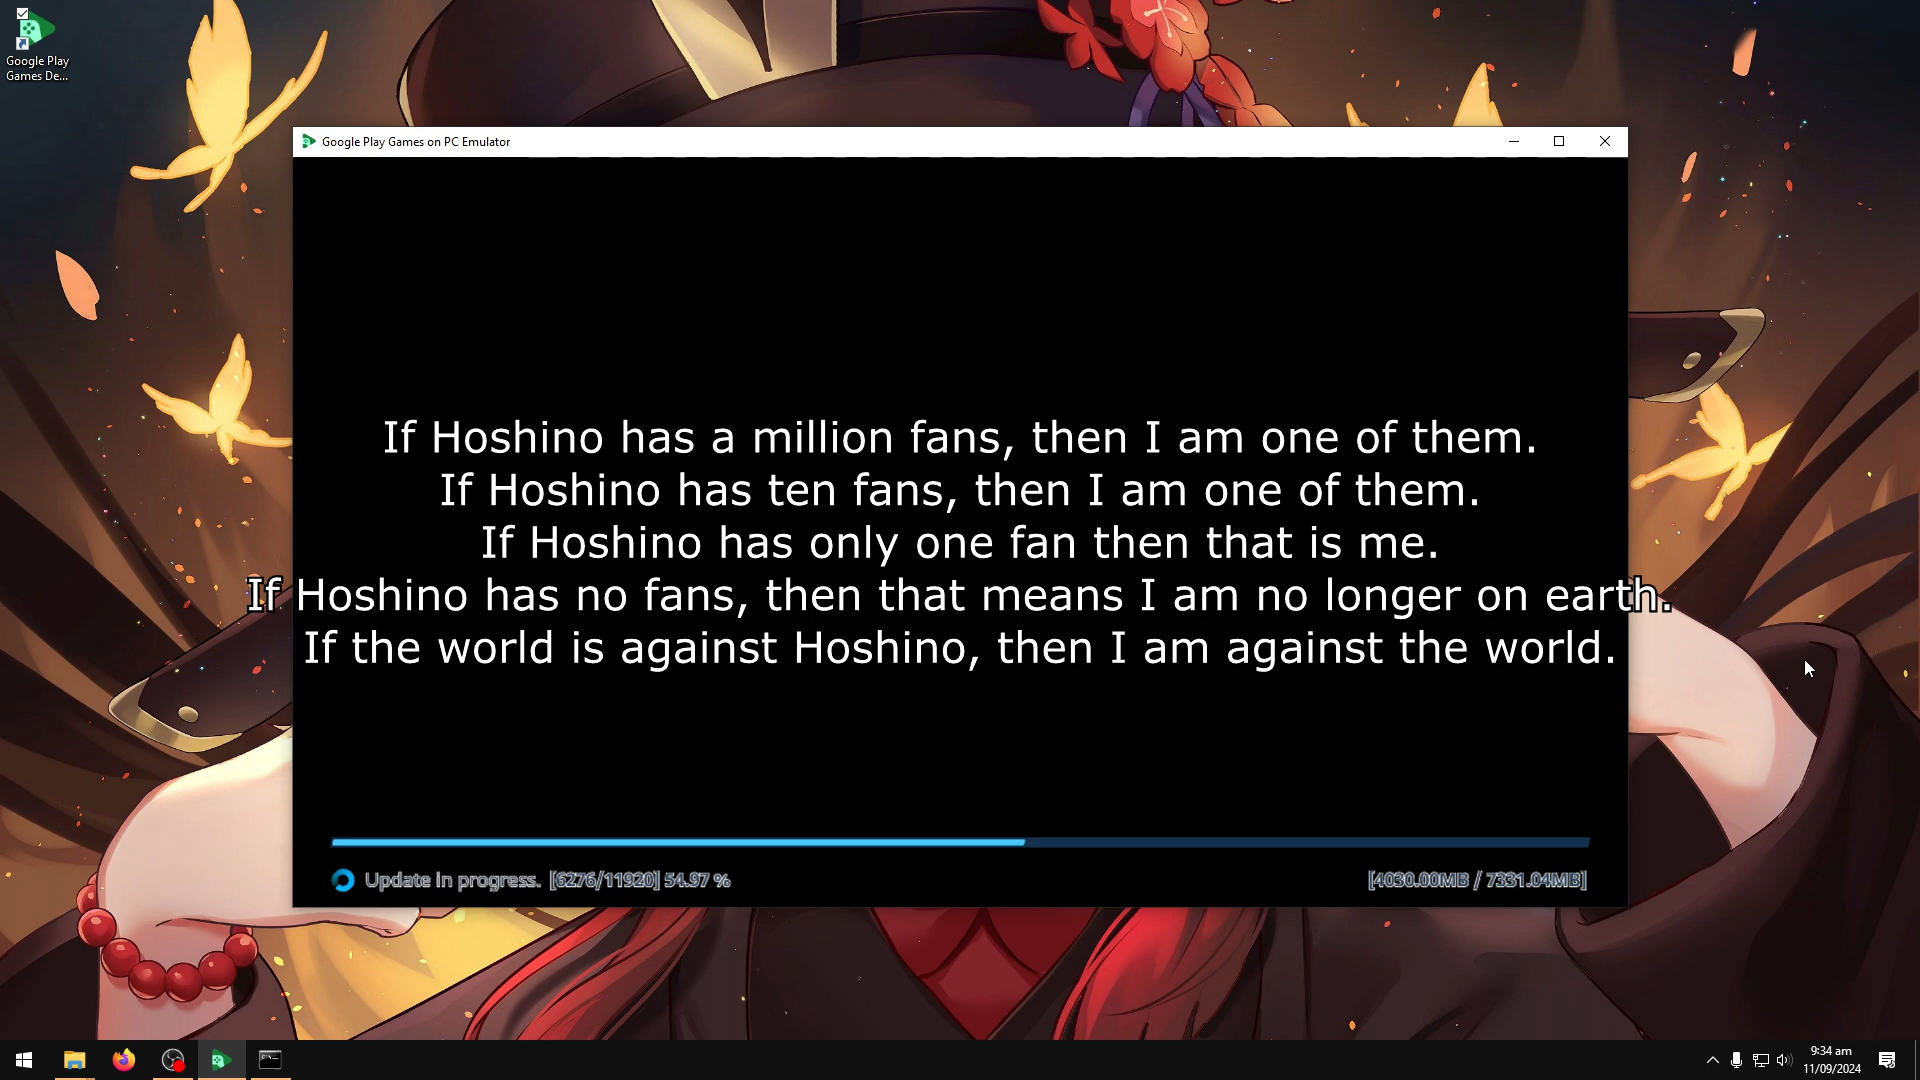 Google Play
Games De...
Google Play Games on PC Emulator
If Hoshino has a million fans, then I am one of them.
If Hoshino has ten fans, then I am one of them.
If Hoshino has only one fan then that is me.
If Hoshino has no fans, then that means I am no longer on earth.
If the world is against Hoshino, then I am against the world.
Update in progress. [6276/11920] 54.97 %
[4030.00MB / 7331.04MB]
9:34 am
11/09/2024